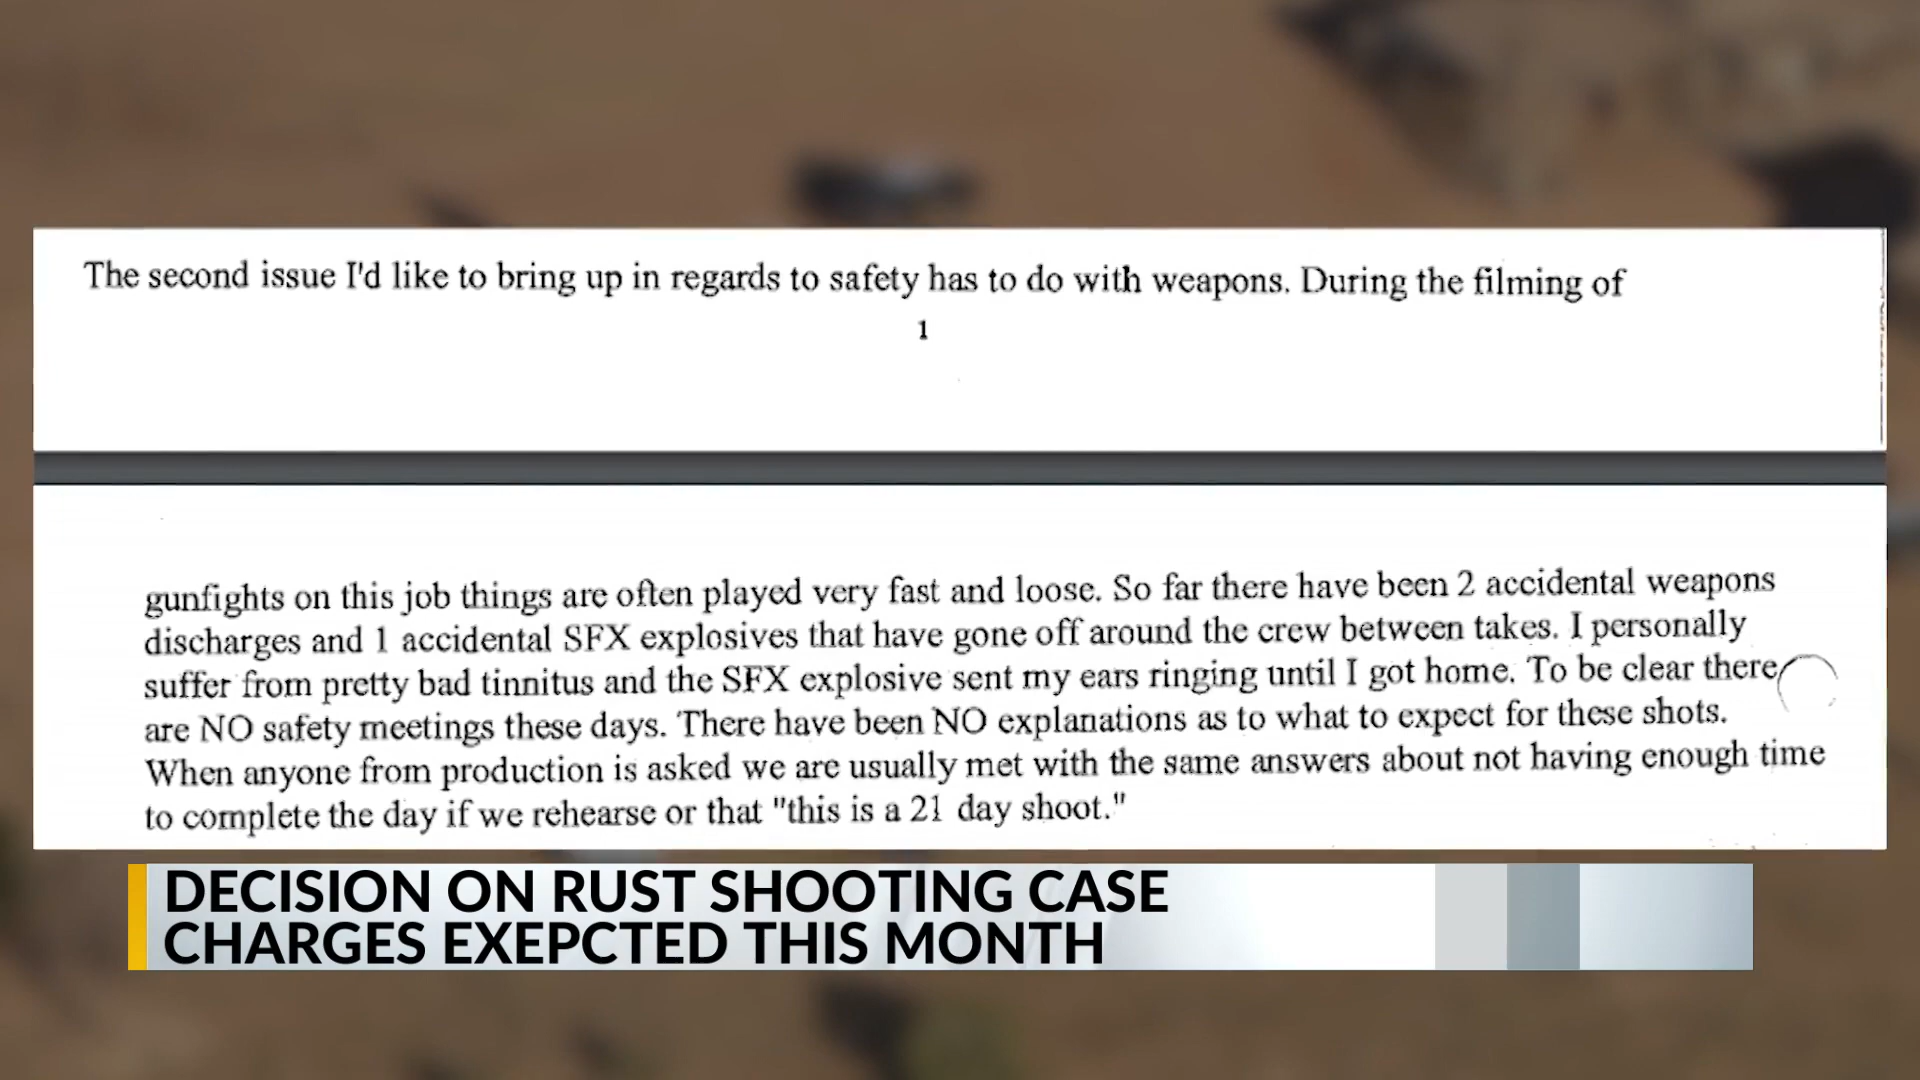 The second issue I'd like to bring up in regards to safety has to do with weapons. During the filming of
1
gunfights on this job things are often played very fast and loose. So far there have been 2 accidental weapons
discharges and 1 accidental SFX explosives that have gone off around the crew between takes. I personally
suffer from pretty bad tinnitus and the SFX explosive sent my ears ringing until I got home. To be clear there
are NO safety meetings these days. There have been NO explanations as to what to expect for these shots.
When anyone from production is asked we are usually met with the same answers about not having enough time
to complete the day if we rehearse or that "this is a 21 day shoot."
DECISION ON RUST SHOOTING CASE
CHARGES EXEPCTED THIS MONTH